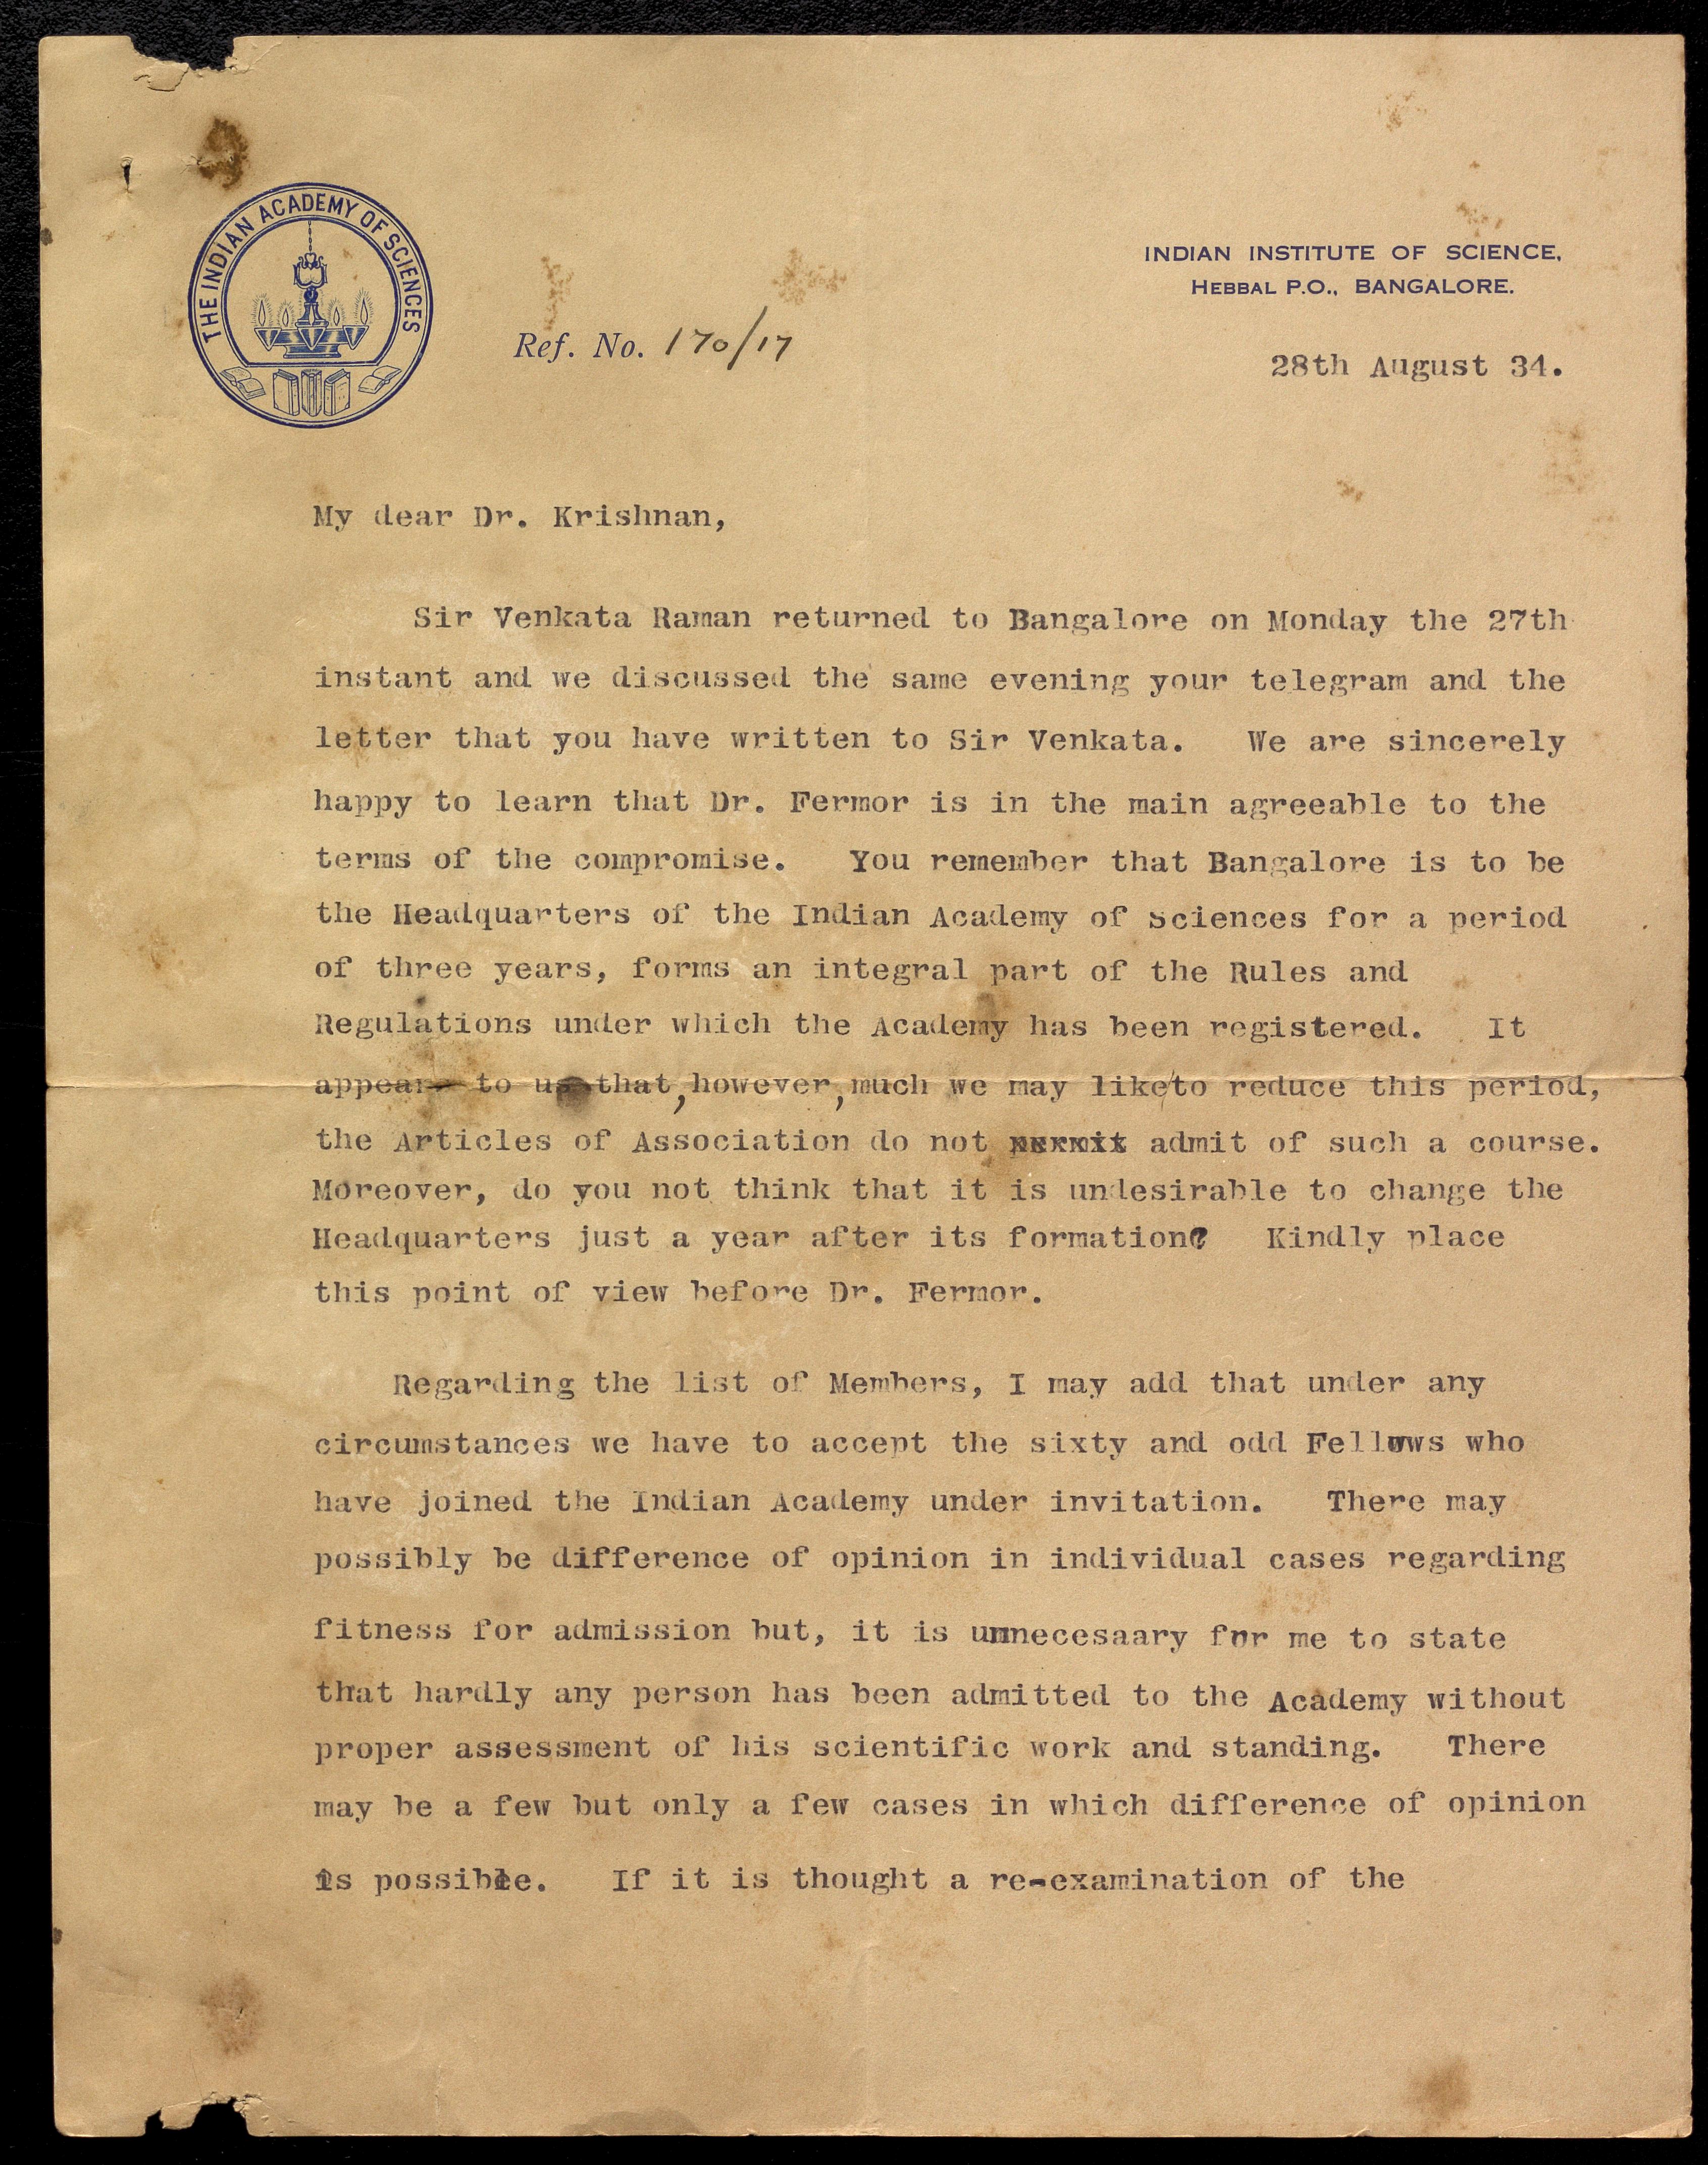 THE INDIAN ACADEMY OF SCIENCES
INDIAN INSTITUTE OF SCIENCE,
HEBBAL P.O., BANGALORE.
Ref. No. 170/17
28th August 34.
My dear Dr. Krishnan,
Sir Venkata Raman returned to Bangalore on Monday the 27th
instant and we discussed the same evening your telegram and the
letter that you have written to Sir Venkata. We are sincerely
happy to learn that Dr. Fermor is in the main agreeable to the
terms of the compromise. You remember that Bangalore is to be
the Headquarters of the Indian Academy of Sciences for a period
of three years, forms an integral part of the Rules and
Regulations under which the Academy has been registered. It
appears to us that, however, much we may like to reduce this period,
the Articles of Association do not permit admit of such a course.
Moreover, do you not think that it is undesirable to change the
Headquarters just a year after its formation? Kindly place
this point of view before Dr. Fermor.
Regarding the list of Members, I may add that under any
circumstances we have to accept the sixty and odd Fellows who
have joined the Indian Academy under invitation. There may
possibly be difference of opinion in individual cases regarding
fitness for admission but, it is unnecesaary for me to state
that hardly any person has been admitted to the Academy without
proper assessment of his scientific work and standing. There
may be a few but only a few cases in which difference of opinion
is possible. If it is thought a re-examination of the